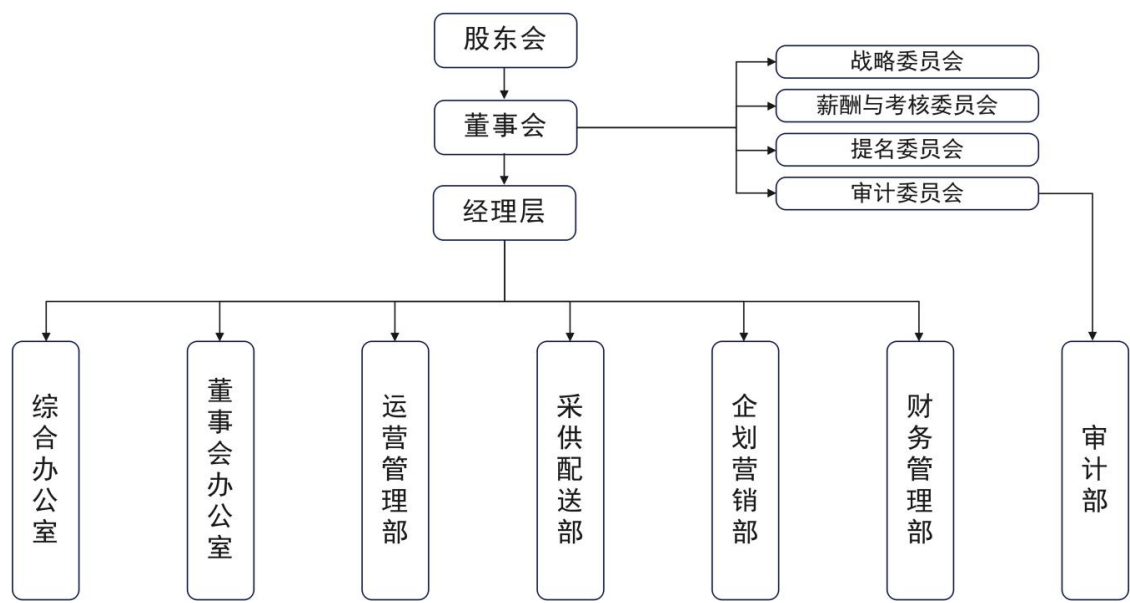 股东会
董事会
经理层
战略委员会
薪酬与考核委员会
提名委员会
审计委员会
综合办公室
董事会办公室
运营管理部
采供配送部
企划营销部
财务管理部
审计部